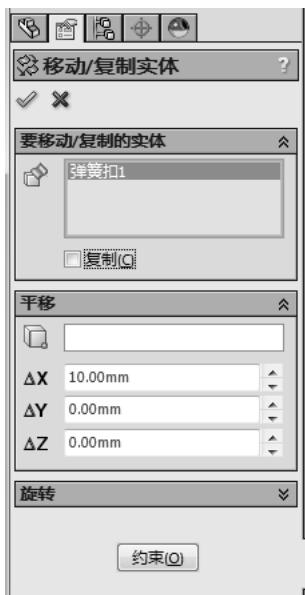 移动/复制实体 ?
要移动/复制的实体
弹簧扣1
复制(C)
平移
ΔX 10.00mm
ΔY 0.00mm
ΔZ 0.00mm
旋转
约束(O)